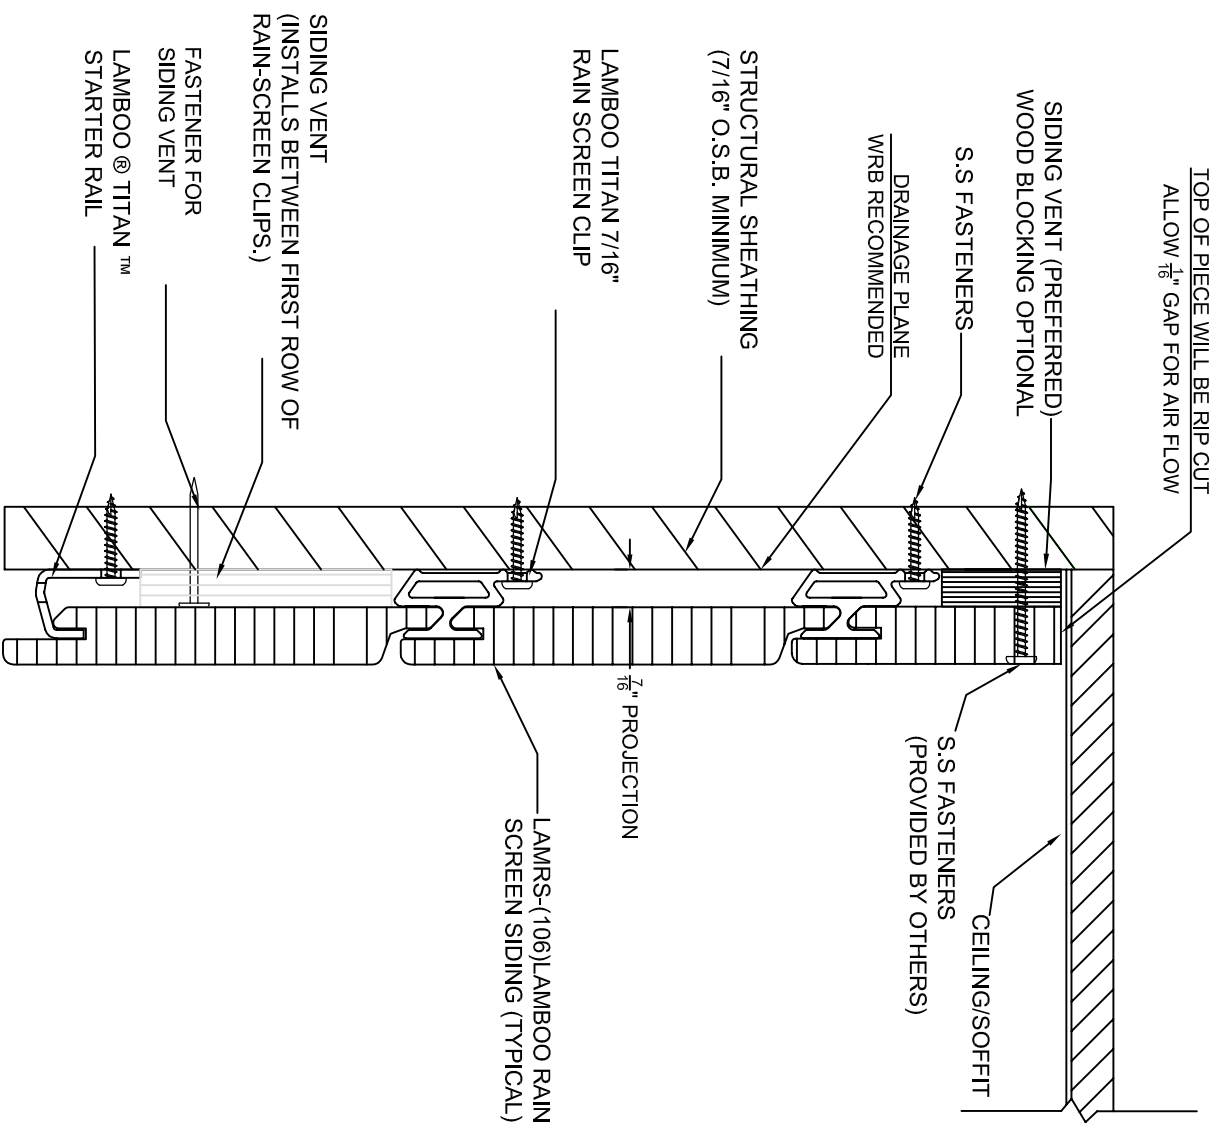 TOP OF PIECE WILL BE RIP CUT
ALLOW 1/16" GAP FOR AIR FLOW
SIDING VENT (PREFERRED)
WOOD BLOCKING OPTIONAL
S.S FASTENERS
DRAINAGE PLANE
WRB RECOMMENDED
STRUCTURAL SHEATHING
(7/16" O.S.B. MINIMUM)
LAMBOO TITAN 7/16"
RAIN SCREEN CLIP
SIDING VENT
(INSTALLS BETWEEN FIRST ROW OF
RAIN-SCREEN CLIPS.)
FASTENER FOR
SIDING VENT
LAMBOO ® TITAN ™
STARTER RAIL
CEILING/SOFFIT
S.S FASTENERS
(PROVIDED BY OTHERS)
7/16" PROJECTION
LAMRS-(106)LAMBOO RAIN
SCREEN SIDING (TYPICAL)